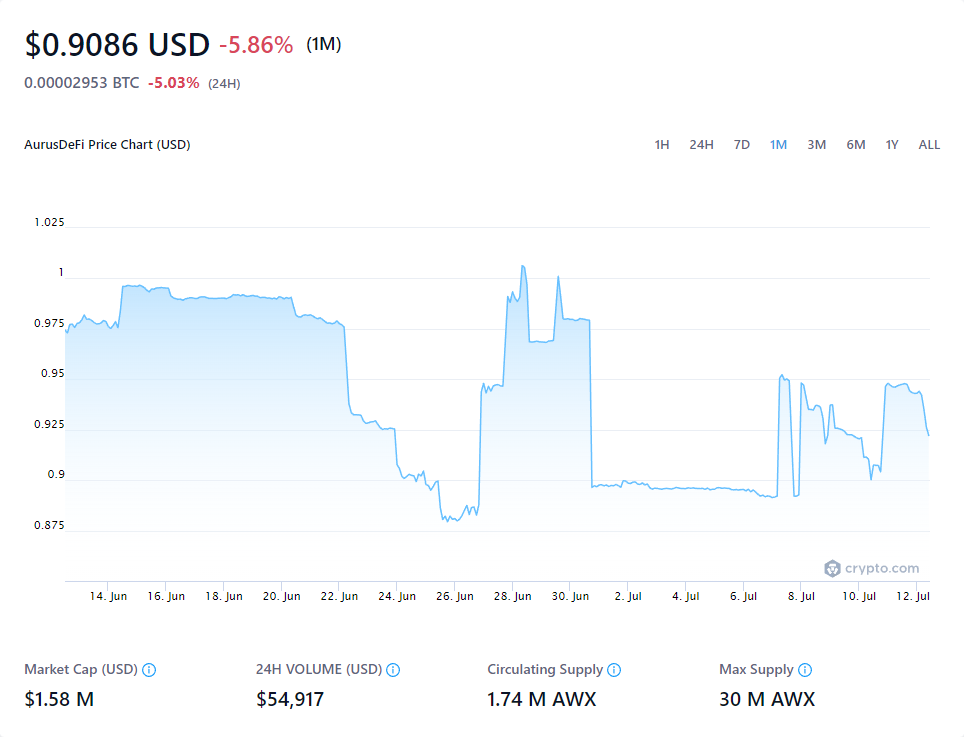 $0.9086 USD -5.86% (1M)
0.00002953 BTC -5.03% (24H)
AurusDeFi Price Chart (USD)
1H 24H 7D 1M 3M 6M 1Y ALL
1.025
1
0.975
0.95
0.925
0.9
0.875
crypto.com
14. Jun 16. Jun 18. Jun 20. Jun 22. Jun 24. Jun 26. Jun 28. Jun 30. Jun 2. Jul 4. Jul 6. Jul 8. Jul 10. Jul 12. Jul
Market Cap (USD) 24H VOLUME (USD) Circulating Supply Max Supply
$1.58 M $54,917 1.74 M AWX 30 M AWX